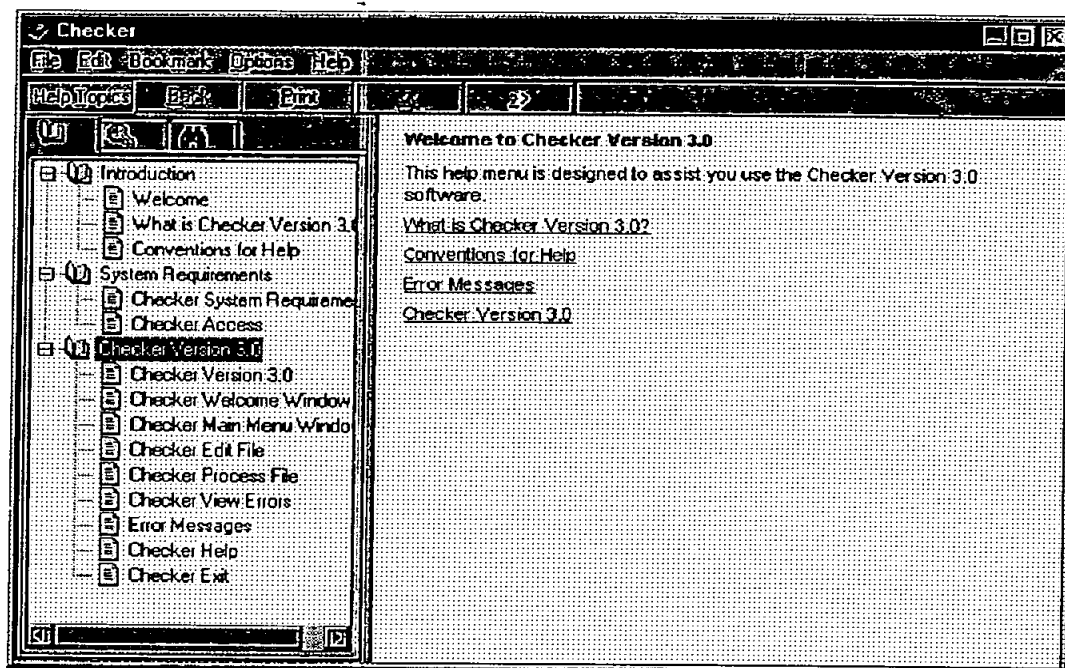 Checker
File Edit Bookmark Options Help
Help Topics Back Print << >>
Introduction
Welcome
What is Checker Version 3.0
Conventions for Help
System Requirements
Checker System Requireme
Checker Access
Checker Version 3.0
Checker Version 3.0
Checker Welcome Window
Checker Main Menu Windo
Checker Edit File
Checker Process File
Checker View Errors
Error Messages
Checker Help
Checker Exit
Welcome to Checker Version 3.0
This help menu is designed to assist you use the Checker Version 3.0
software.
What is Checker Version 3.0?
Conventions for Help
Error Messages
Checker Version 3.0